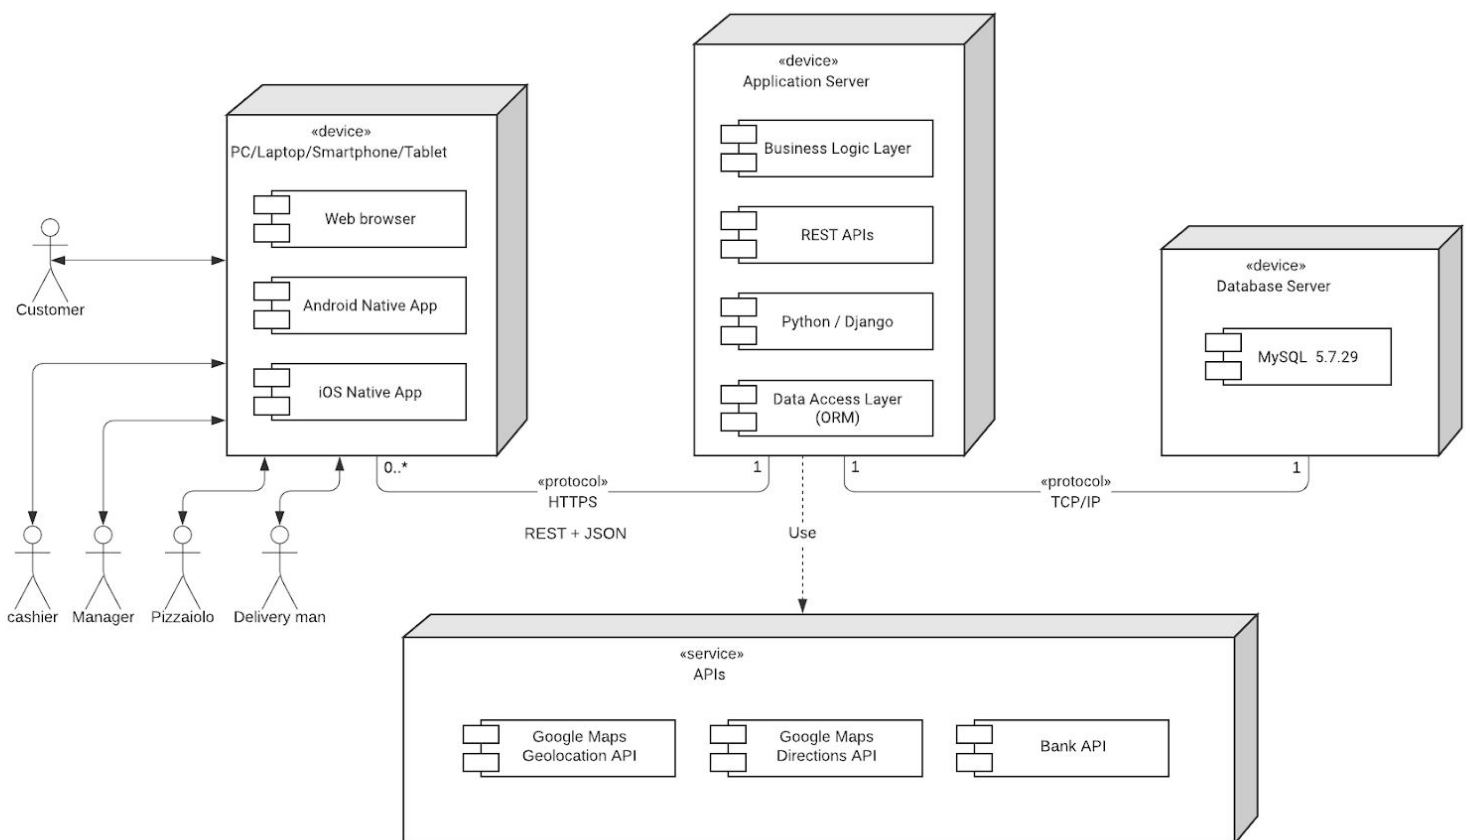 «device»
Application Server
Business Logic Layer
REST APIs
Python / Django
Data Access Layer
(ORM)
«device»
PC/Laptop/Smartphone/Tablet
Web browser
Android Native App
iOS Native App
«device»
Database Server
MySQL 5.7.29
Customer
0..*
1
1
1
«protocol»
HTTPS
REST + JSON
Use
«protocol»
TCP/IP
cashier
Manager
Pizzaiolo
Delivery man
«service»
APIs
Google Maps
Geolocation API
Google Maps
Directions API
Bank API